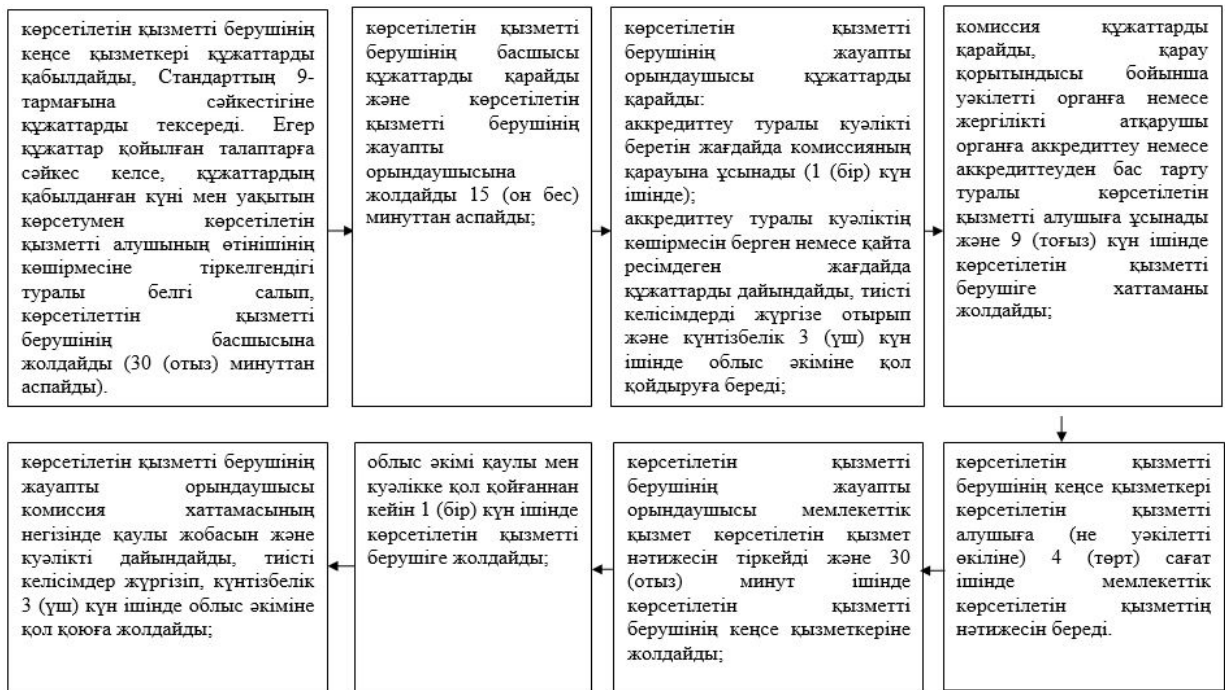 көрсетілетін қызметті берушінің
кеңсе қызметкері құжаттарды
қабылдайды, Стандарттың 9-
тармағына сәйкестігіне
құжаттарды тексереді. Егер
құжаттар қойылған талаптарға
сәйкес келсе, құжаттардың
қабылданған күні мен уақытын
көрсетумен көрсетілетін
қызметті алушының өтінішінің
көшірмесіне тіркелгендігі
туралы белгі салып,
көрсетілеттін қызметті
берушінің басшысына
жолдайды (30 (отыз) минуттан
аспайды).
көрсетілетін қызметті
берушінің басшысы
құжаттарды қарайды
және көрсетілетін
қызметті берушінің
жауапты
орындаушысына
жолдайды 15 (он бес)
минуттан аспайды;
көрсетілетін қызметті
берушінің жауапты
орындаушысы құжаттарды
қарайды:
аккредиттеу туралы куәлікті
беретін жағдайда комиссияның
қарауына ұсынады (1 (бір) күн
ішінде);
аккредиттеу туралы куәліктің
көшірмесін берген немесе қайта
ресімдеген жағдайда
құжаттарды дайындайды, тиісті
келісімдерді жүргізе отырып
және күнтізбелік 3 (үш) күн
ішінде облыс әкіміне қол
қойдыруға береді;
комиссия құжаттарды
қарайды, қарау
қорытындысы бойынша
уәкілетті органға немесе
жергілікті атқарушы
органға аккредиттеу немесе
аккредиттеуден бас тарту
туралы көрсетілетін
қызметті алушыға ұсынады
және 9 (тоғыз) күн ішінде
көрсетілетін қызметті
берушіге хаттаманы
жолдайды;
көрсетілетін қызметті берушінің
жауапты орындаушысы
комиссия хаттамасының
негізінде қаулы жобасын және
куәлікті дайындайды, тиісті
келісімдер жүргізіп, күнтізбелік
3 (үш) күн ішінде облыс әкіміне
қол қоюға жолдайды;
облыс әкімі қаулы мен
куәлікке қол қойғаннан
кейін 1 (бір) күн ішінде
көрсетілетін қызметті
берушіге жолдайды;
көрсетілетін қызметті
берушінің жауапты
орындаушысы мемлекеттік
қызмет көрсетілетін қызмет
нәтижесін тіркейді және 30
(отыз) минут ішінде
көрсетілетін қызметті
берушінің кеңсе қызметкеріне
жолдайды;
көрсетілетін қызметті
берушінің кеңсе қызметкері
көрсетілетін қызметті
алушыға (не уәкілетті
өкіліне) 4 (төрт) сағат
ішінде мемлекеттік
көрсетілетін қызметтің
нәтижесін береді.